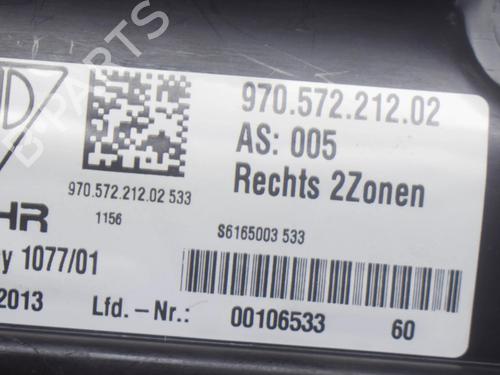 970.572.212.02
AS: 005
Rechts 2Zonen
970.572.212.02 533
1156
S6165003 533
1077/01
2013
Lfd.-Nr.:
00106533
60
B-PARTS